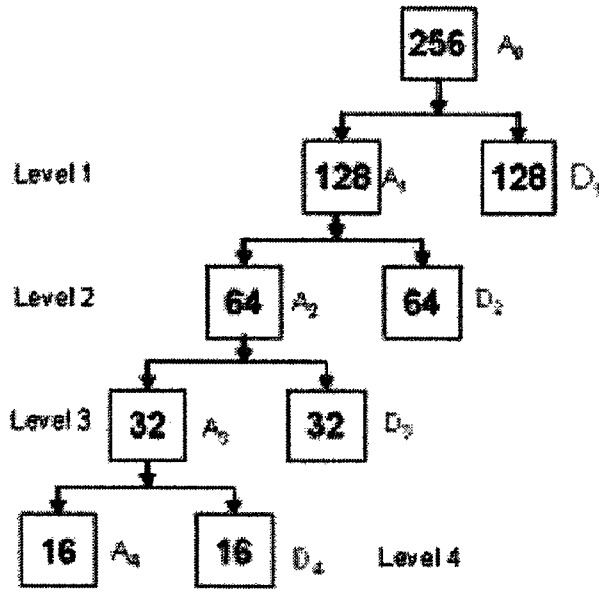 256 A₀
Level 1 128 A₁ 128 D₁
Level 2 64 A₂ 64 D₂
Level 3 32 A₃ 32 D₃
16 A₄ 16 D₄ Level 4